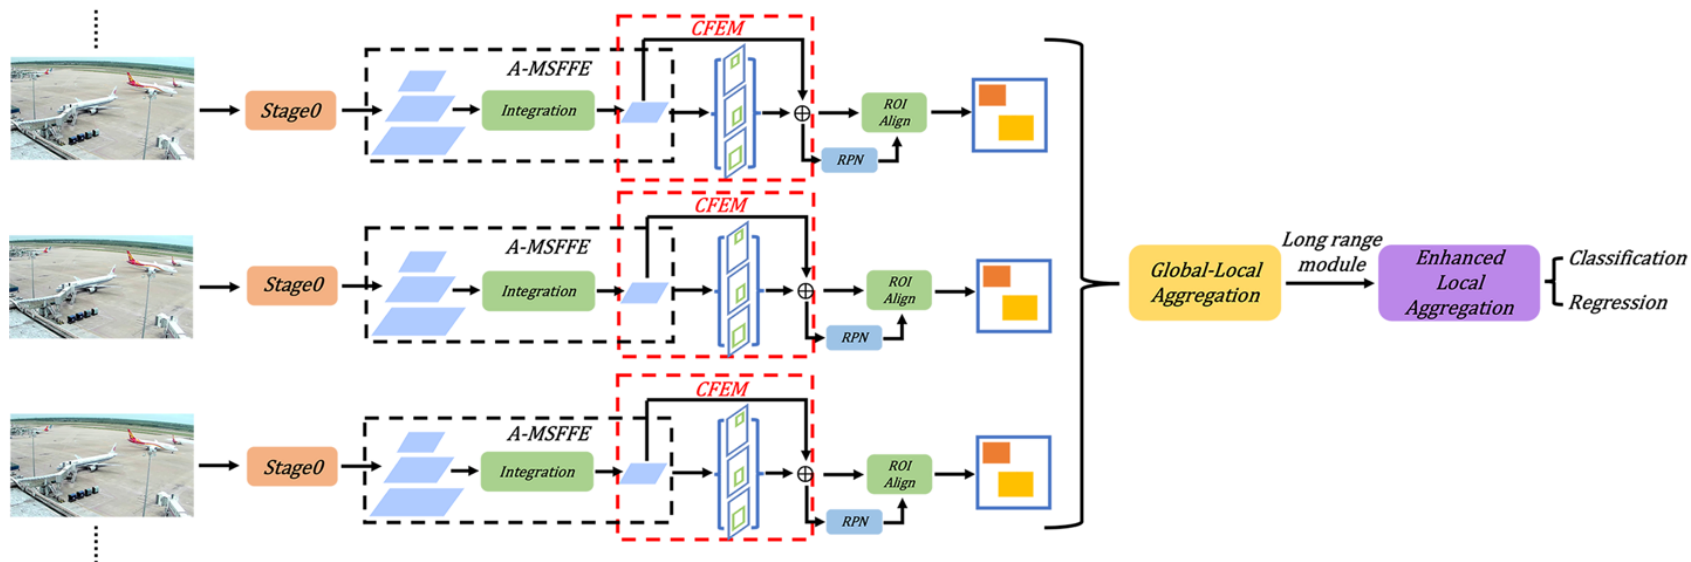 CFEM
A-MSFFE
Stage0
Integration
ROI
Align
RPN
CFEM
A-MSFFE
Stage0
Integration
ROI
Align
RPN
CFEM
A-MSFFE
Stage0
Integration
ROI
Align
RPN
Global-Local
Aggregation
Long range
module
Enhanced
Local
Aggregation
Classification
Regression